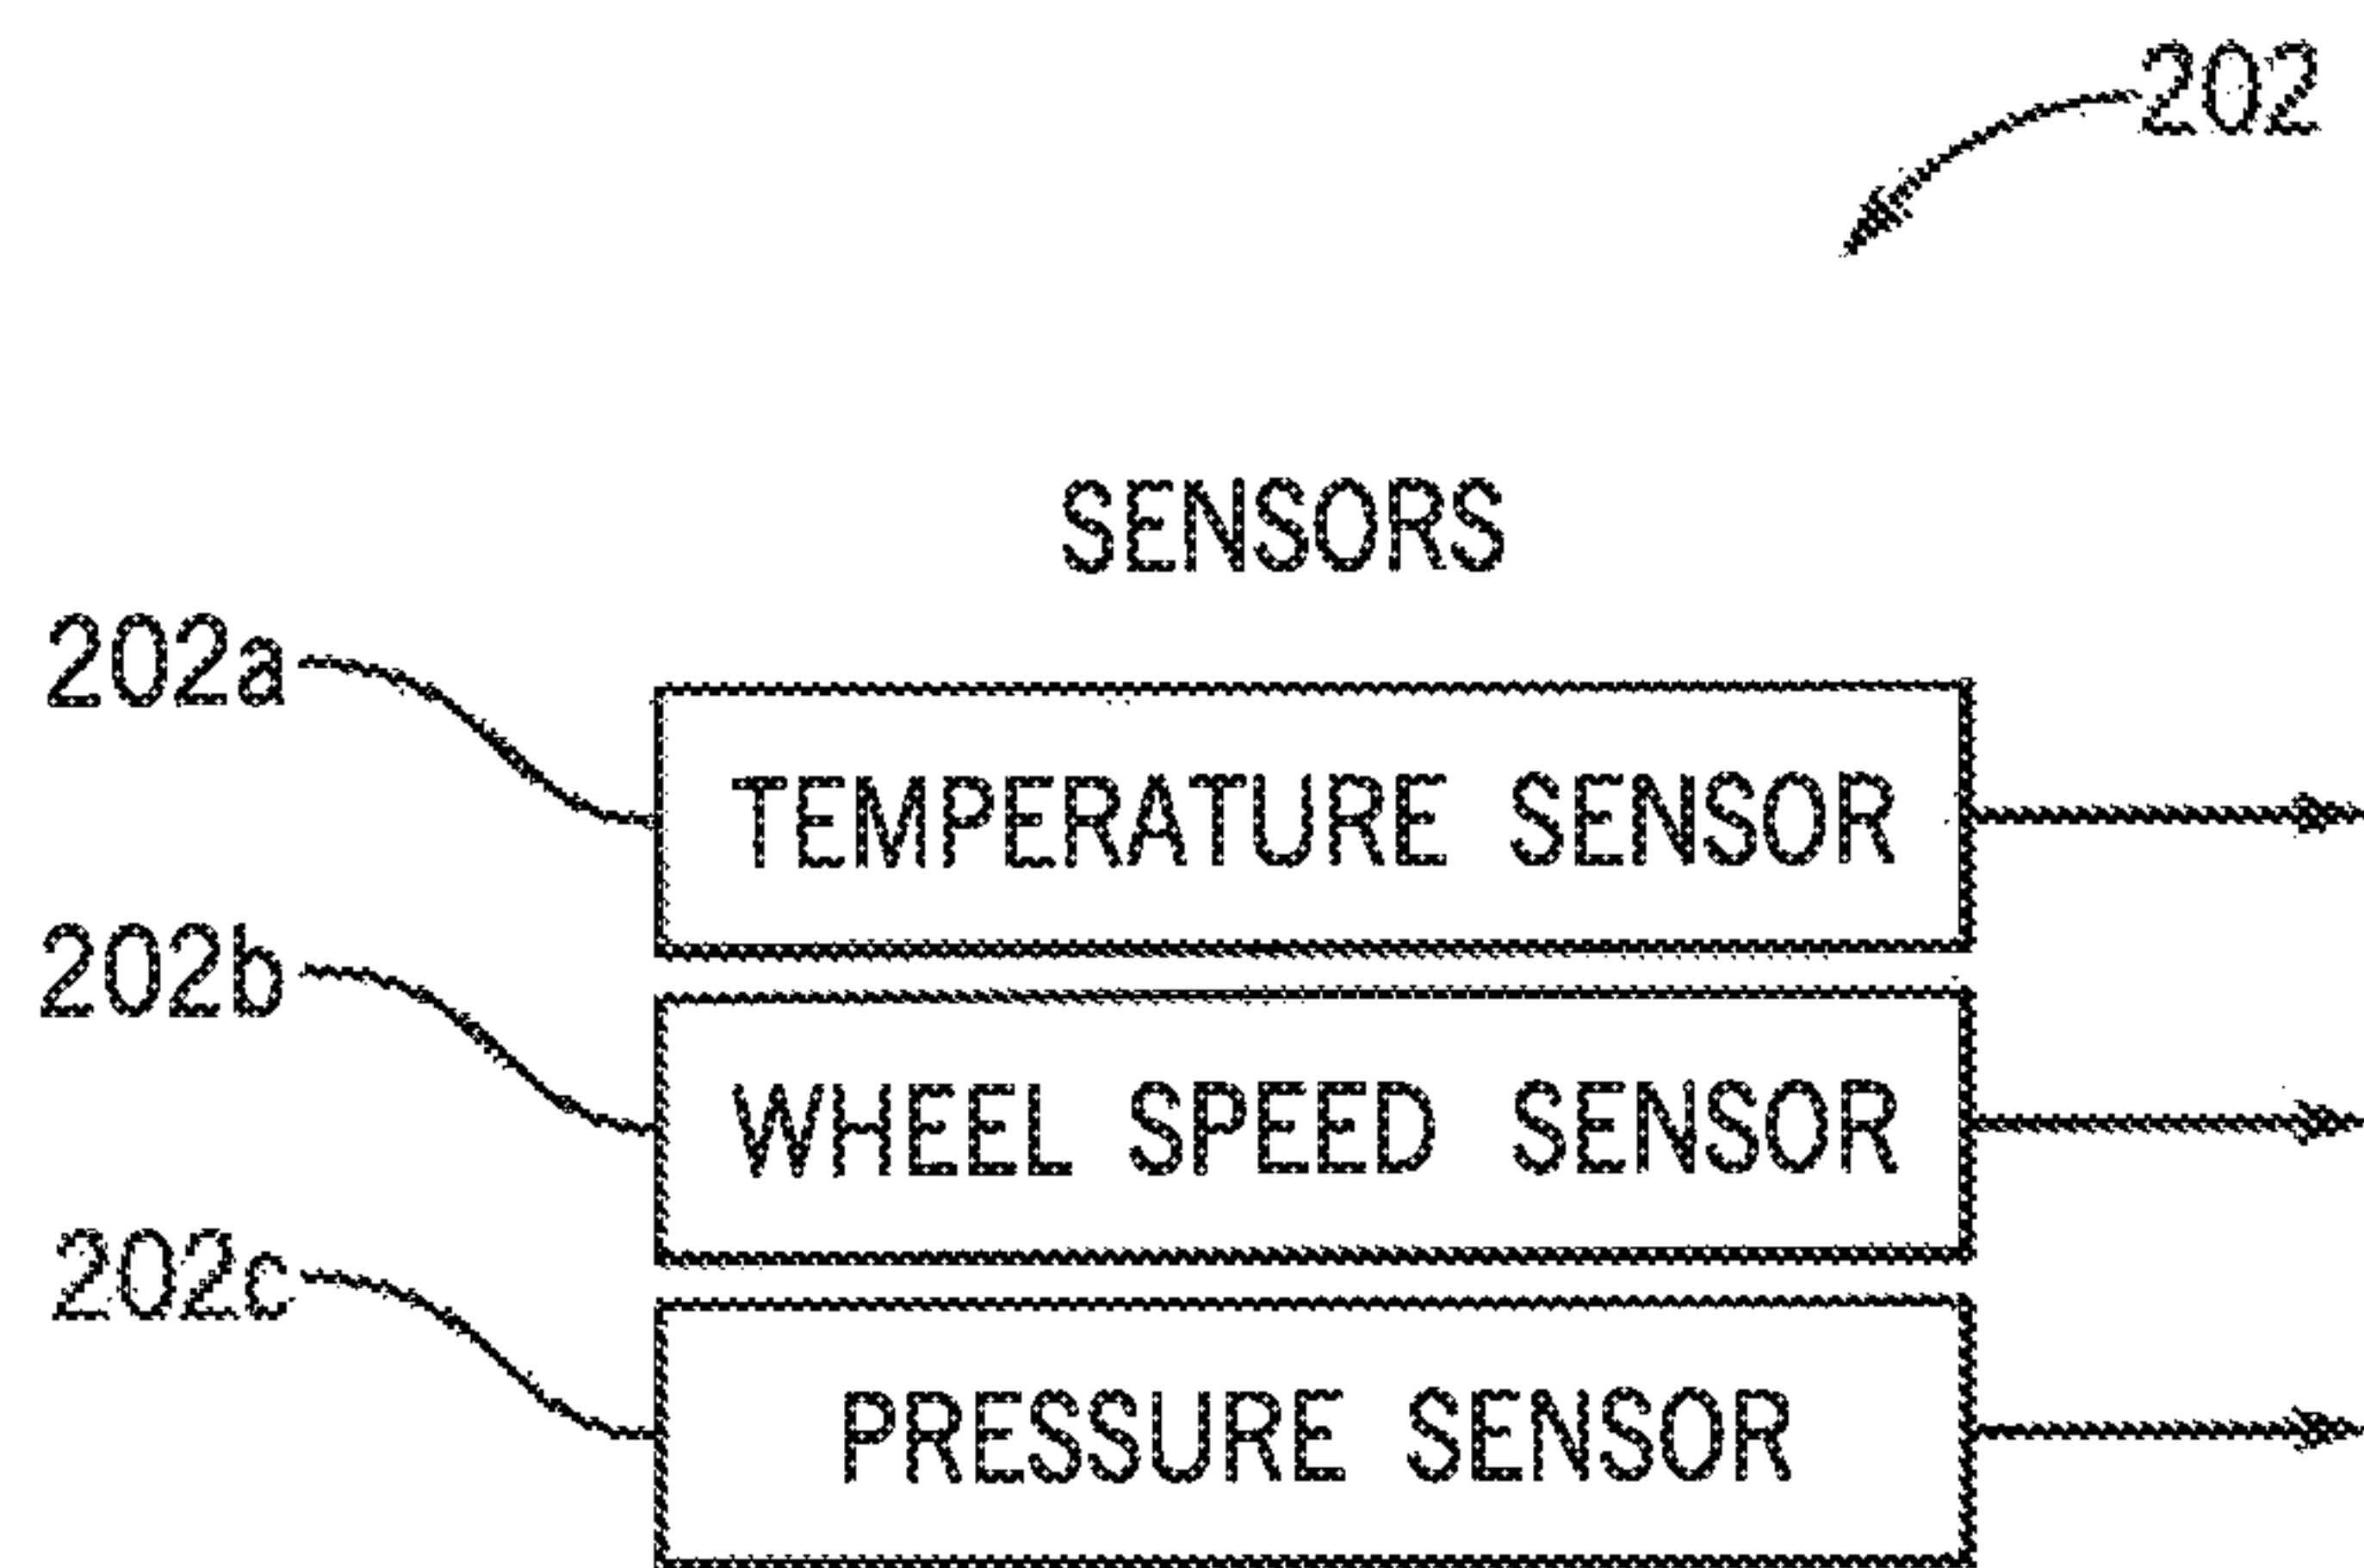 202
SENSORS
202a
TEMPERATURE SENSOR
202b
WHEEL SPEED SENSOR
202c
PRESSURE SENSOR